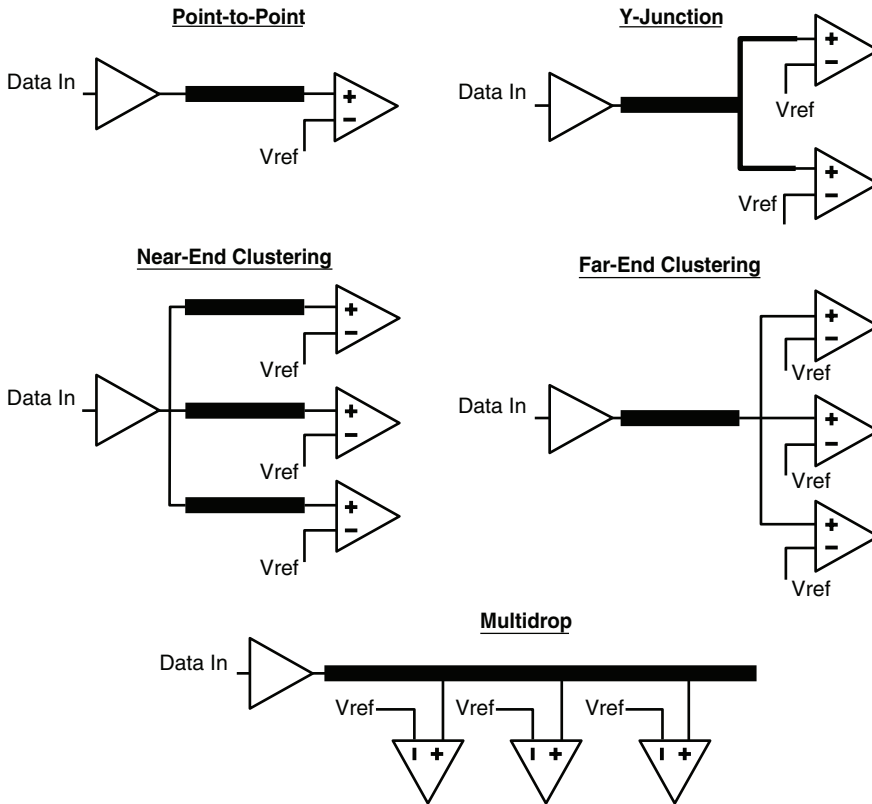 Point-to-Point
Data In
+
−
Vref
Y-Junction
Data In
+
−
Vref
+
−
Vref
Near-End Clustering
Data In
+
−
Vref
+
−
Vref
+
−
Vref
Far-End Clustering
Data In
+
−
Vref
+
−
Vref
+
−
Vref
Multidrop
Data In
Vref
Vref
Vref
− +
− +
− +